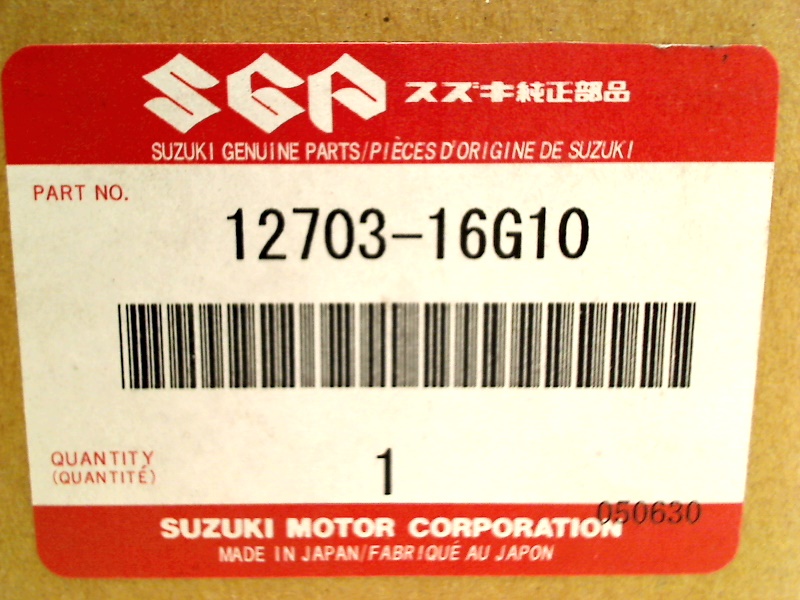 SGP スズキ純正部品
SUZUKI GENUINE PARTS/PIÈCES D'ORIGINE DE SUZUKI
PART NO.
12703-16G10
QUANTITY
(QUANTITÉ)
1
050630
SUZUKI MOTOR CORPORATION
MADE IN JAPAN/FABRIQUÉ AU JAPON